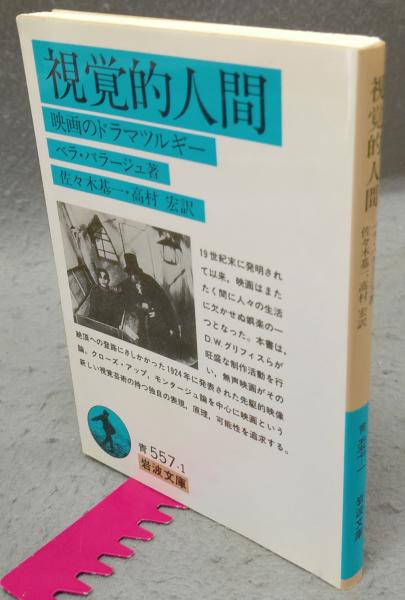 視覚的人間
映画のドラマツルギー
ベラ・バラージュ著
佐々木基一・高村 宏訳
19世紀末に発明され
て以来，映画はまた
たく間に人々の生活
に欠かせぬ娯楽の一
つとなった。本書は，
D.W.グリフィスらが
旺盛な制作活動を行
い，無声映画がその
絶頂への登路にさしかかった1924年に発表された先駆的映像
論。クローズ・アップ，モンタージュ論を中心に映画という
新しい視覚芸術の持つ独自の表現，原理，可能性を追求する。
青557.1
岩波文庫
視覚的人間
佐々木基一・高村 宏訳
岩波文庫